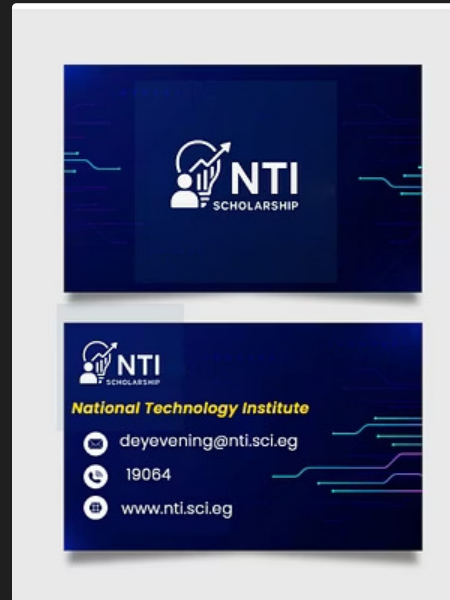 NTI
SCHOLARSHIP
NTI
SCHOLARSHIP
National Technology Institute
deyevening@nti.sci.eg
19064
www.nti.sci.eg